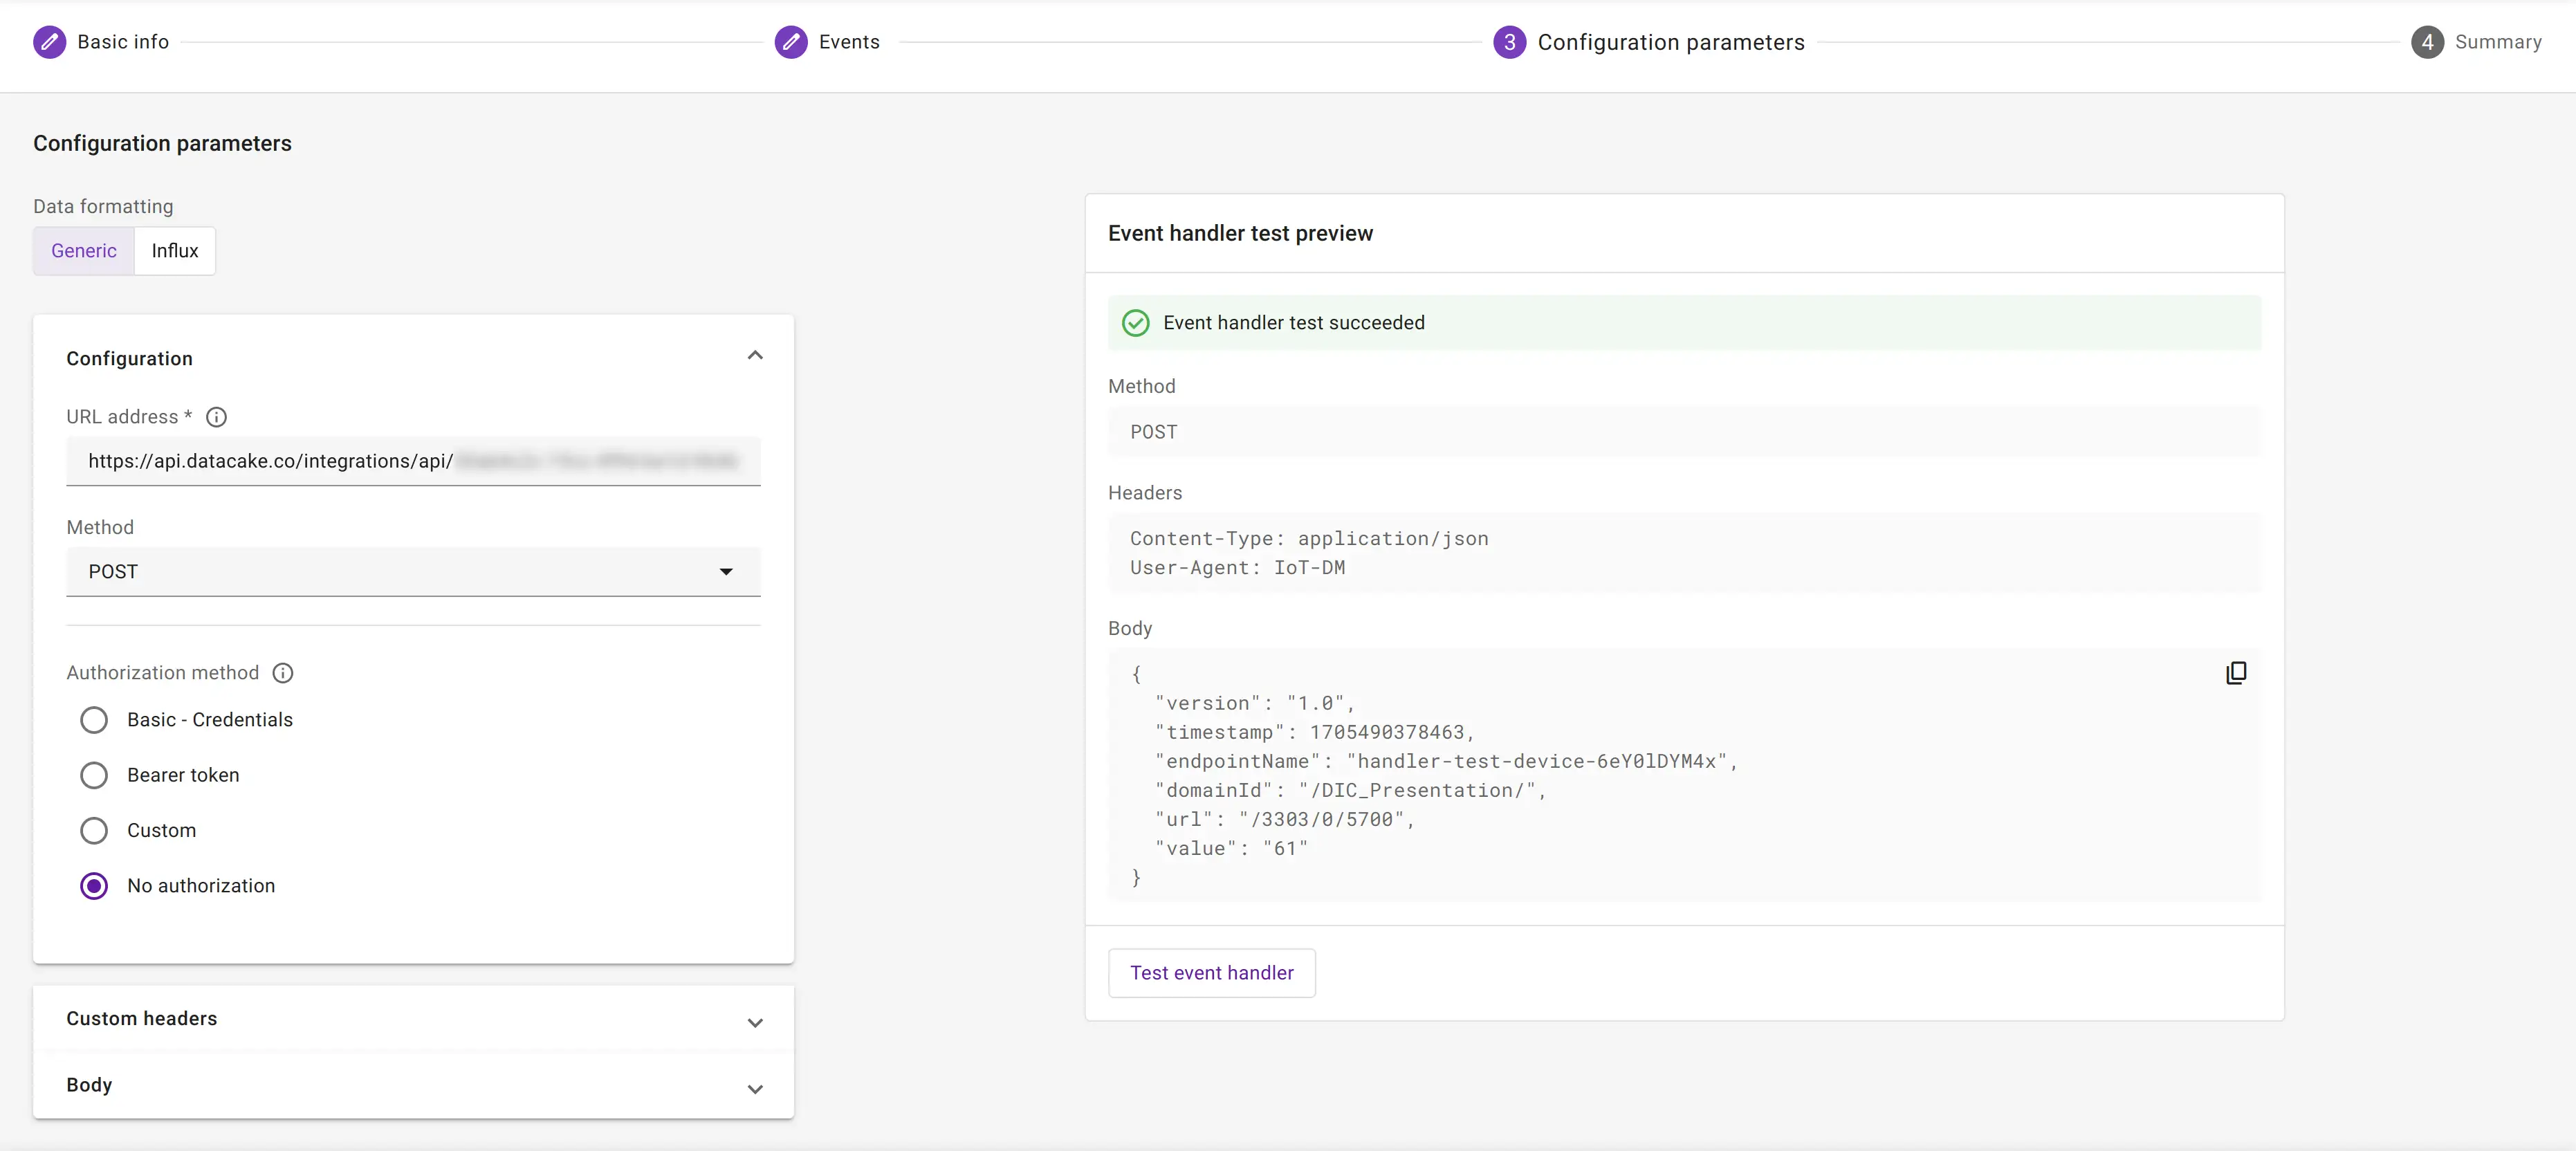 Basic info
Events
3 Configuration parameters
4 Summary
Configuration parameters
Data formatting
Generic Influx
Configuration
URL address *
https://api.datacake.co/integrations/api/
Method
POST
Authorization method
Basic - Credentials
Bearer token
Custom
No authorization
Custom headers
Body
Event handler test preview
Event handler test succeeded
Method
POST
Headers
Content-Type: application/json
User-Agent: IoT-DM
Body
{
"version": "1.0",
"timestamp": 1705490378463,
"endpointName": "handler-test-device-6eY0lDYM4x",
"domainId": "/DIC_Presentation/",
"url": "/3303/0/5700",
"value": "61"
}
Test event handler